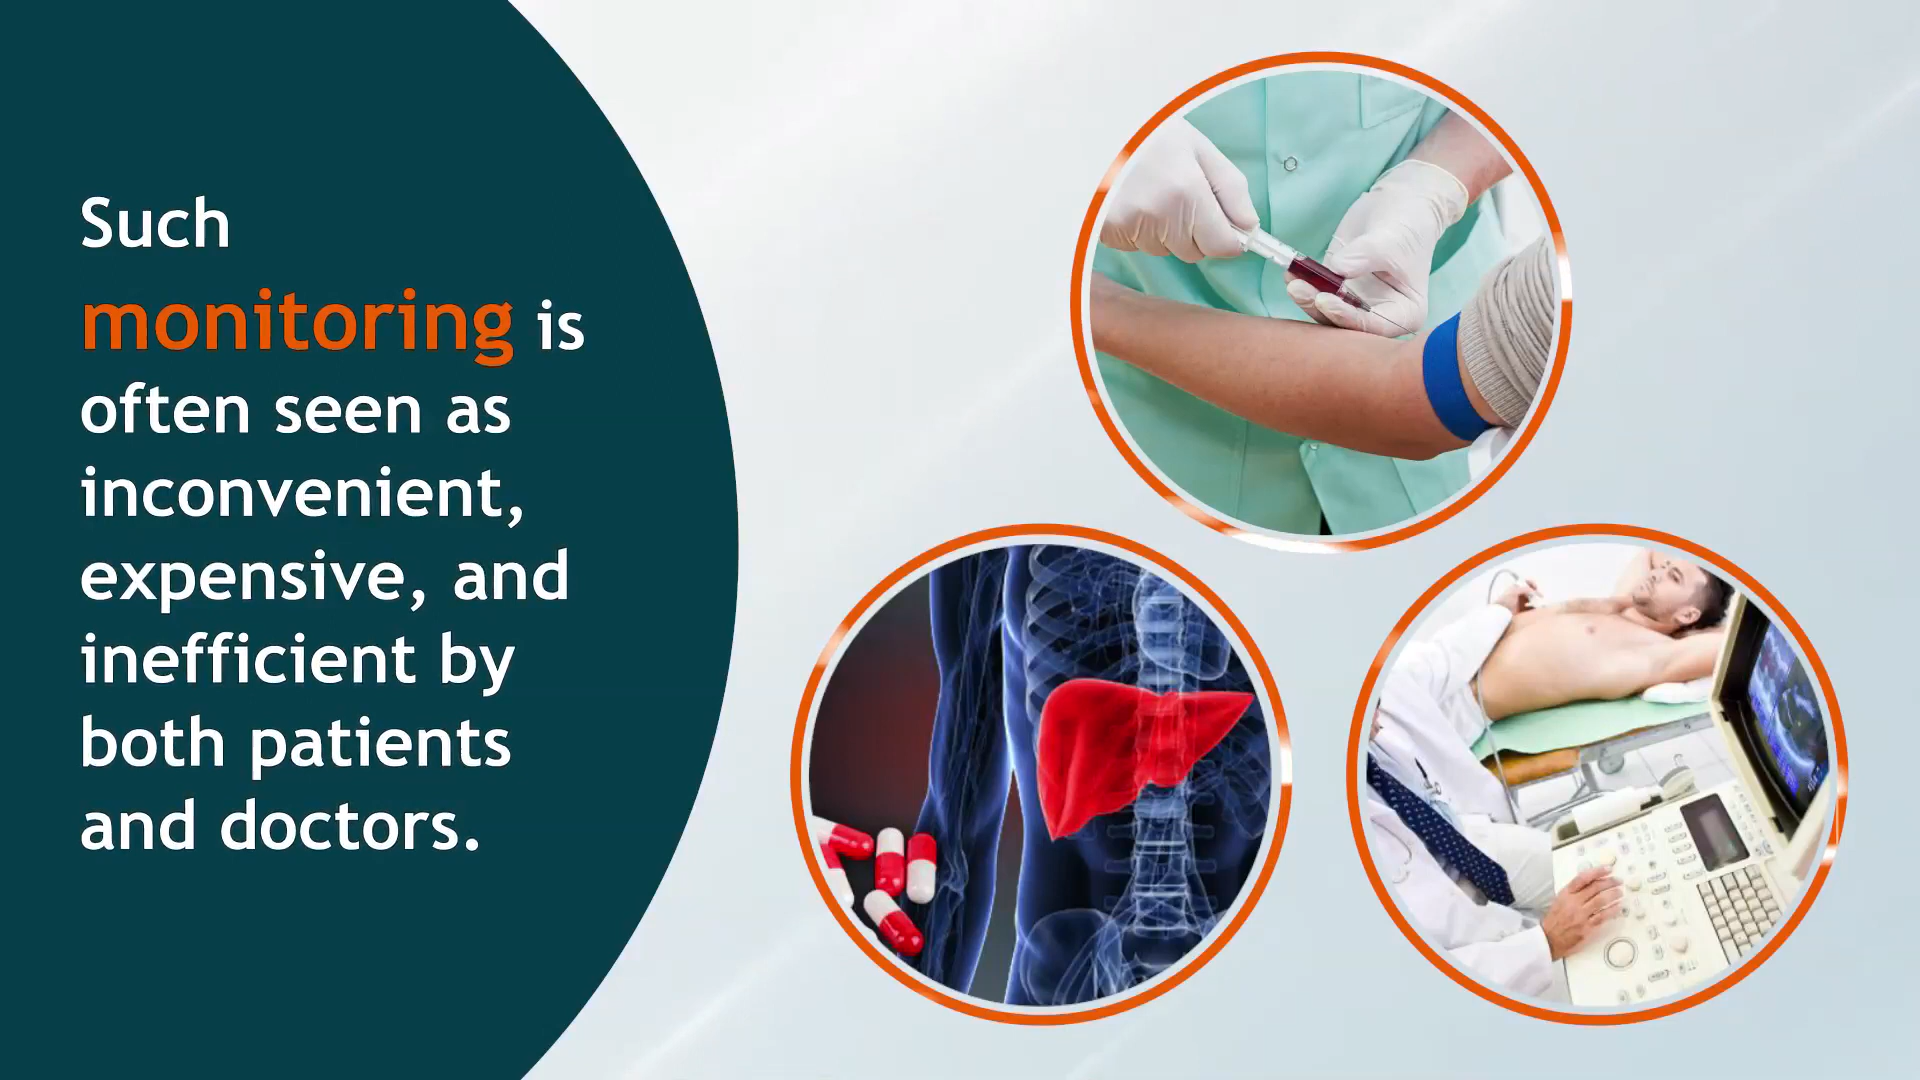 Such
monitoring is
often seen as
inconvenient,
expensive, and
inefficient by
both patients
and doctors.